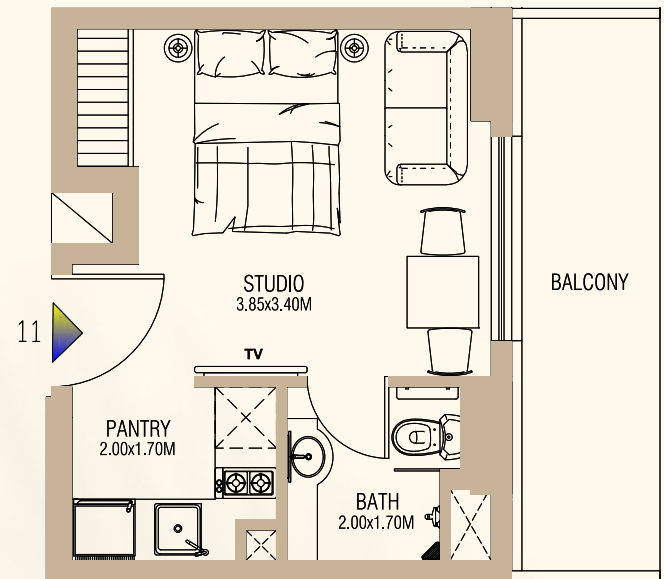 STUDIO
3.85x3.40M
BALCONY
11
TV
PANTRY
2.00x1.70M
BATH
2.00x1.70M